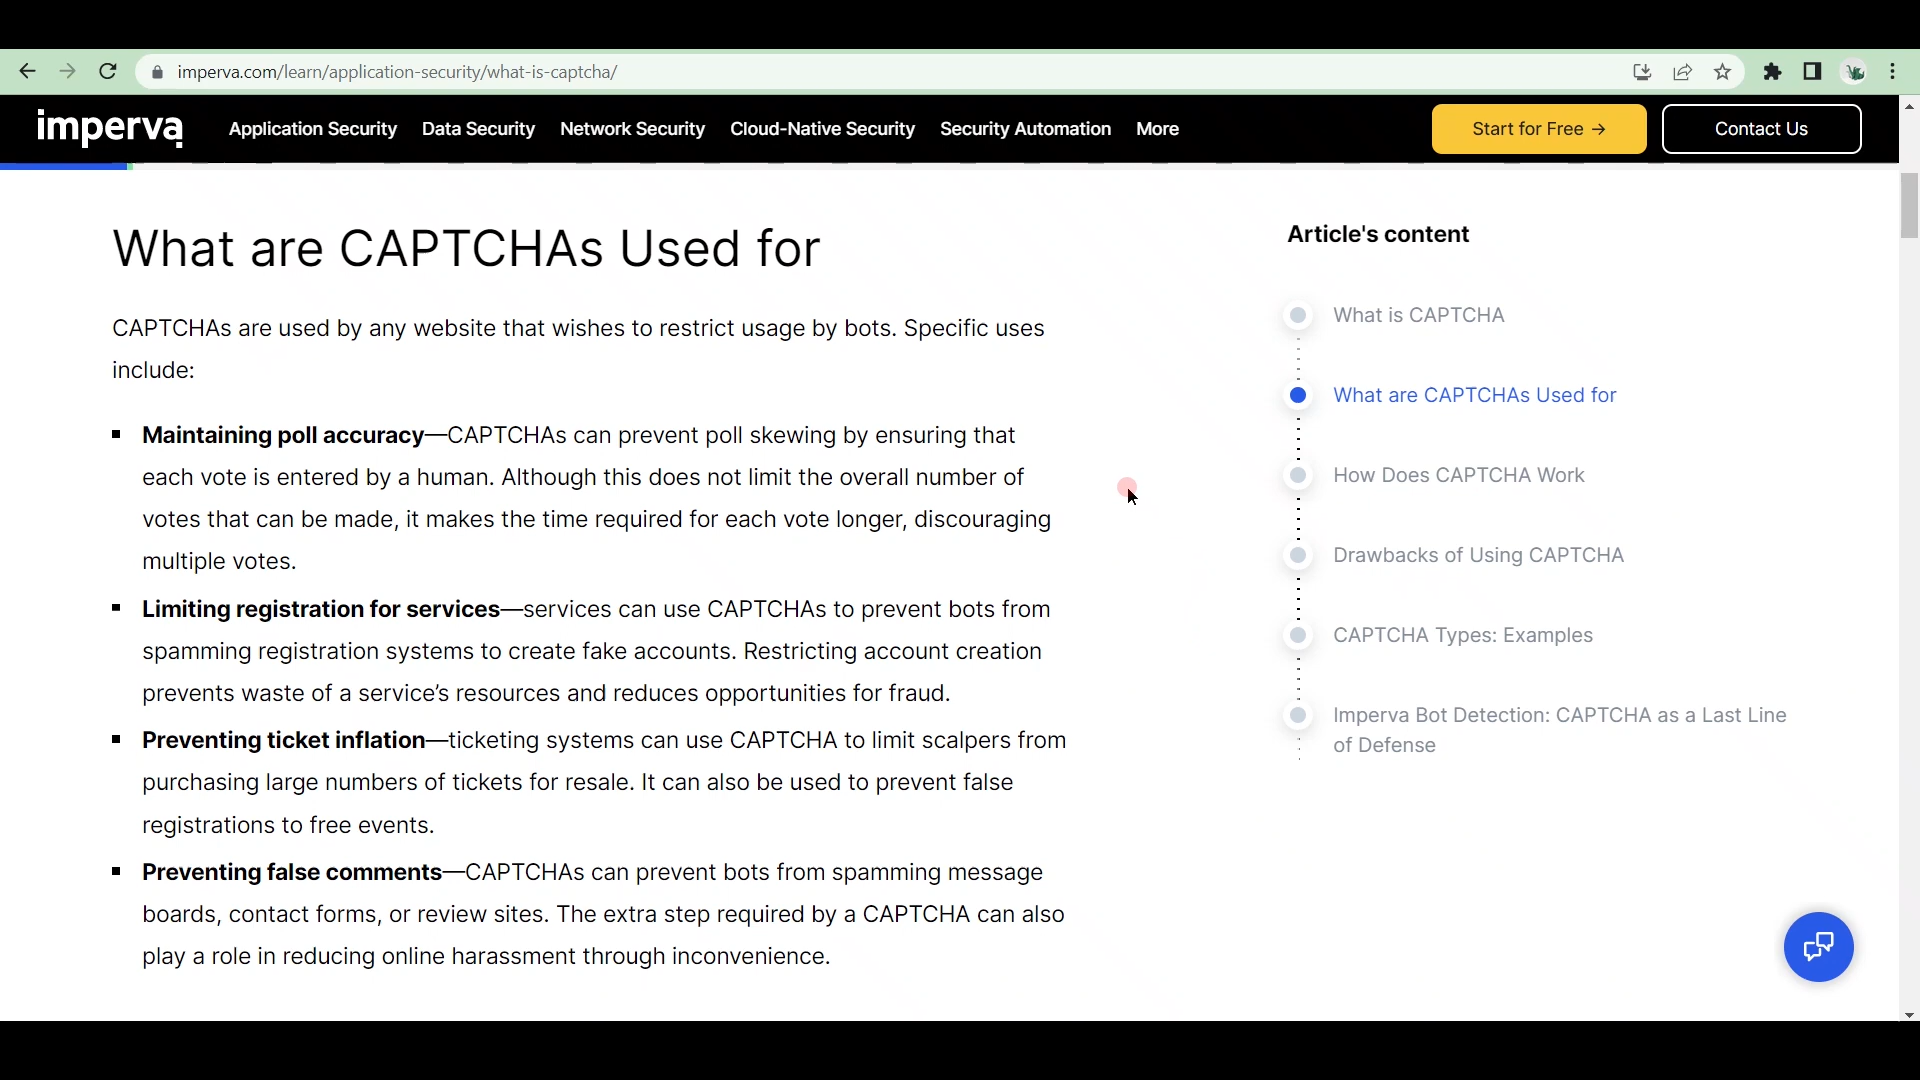 imperva.com/learn/application-security/what-is-captcha/
imperva Application Security Data Security Network Security Cloud-Native Security Security Automation More Start for Free → Contact Us
What are CAPTCHAs Used for
CAPTCHAs are used by any website that wishes to restrict usage by bots. Specific uses
include:
▪ Maintaining poll accuracy—CAPTCHAs can prevent poll skewing by ensuring that
each vote is entered by a human. Although this does not limit the overall number of
votes that can be made, it makes the time required for each vote longer, discouraging
multiple votes.
▪ Limiting registration for services—services can use CAPTCHAs to prevent bots from
spamming registration systems to create fake accounts. Restricting account creation
prevents waste of a service’s resources and reduces opportunities for fraud.
▪ Preventing ticket inflation—ticketing systems can use CAPTCHA to limit scalpers from
purchasing large numbers of tickets for resale. It can also be used to prevent false
registrations to free events.
▪ Preventing false comments—CAPTCHAs can prevent bots from spamming message
boards, contact forms, or review sites. The extra step required by a CAPTCHA can also
play a role in reducing online harassment through inconvenience.
Article's content
What is CAPTCHA
What are CAPTCHAs Used for
How Does CAPTCHA Work
Drawbacks of Using CAPTCHA
CAPTCHA Types: Examples
Imperva Bot Detection: CAPTCHA as a Last Line
of Defense